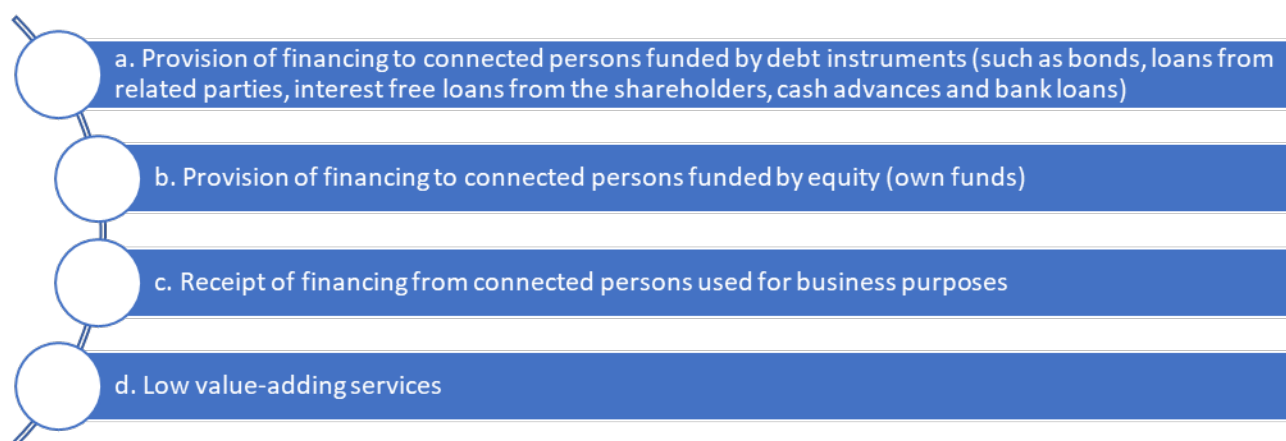 a. Provision of financing to connected persons funded by debt instruments (such as bonds, loans from
related parties, interest free loans from the shareholders, cash advances and bank loans)
b. Provision of financing to connected persons funded by equity (own funds)
c. Receipt of financing from connected persons used for business purposes
d. Low value-adding services